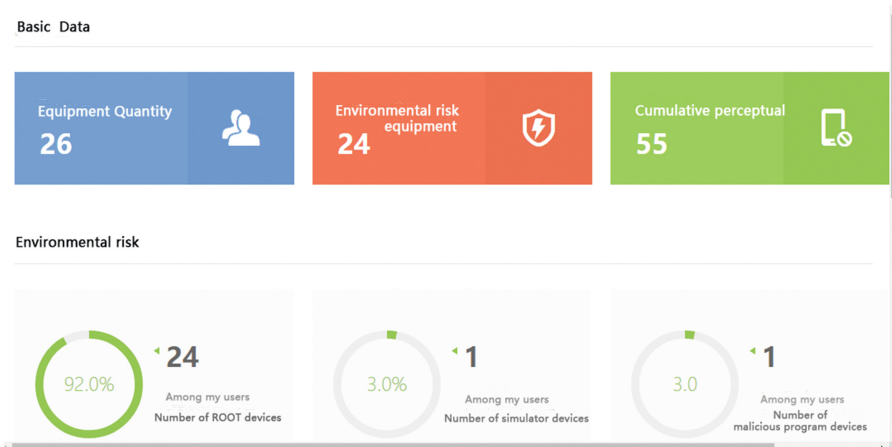 Basic Data
Equipment Quantity
26
Environmental risk
equipment
24
Cumulative perceptual
55
Environmental risk
92.0%
24
Among my users
Number of ROOT devices
3.0%
1
Among my users
Number of simulator devices
3.0
1
Among my users
Number of
malicious program devices